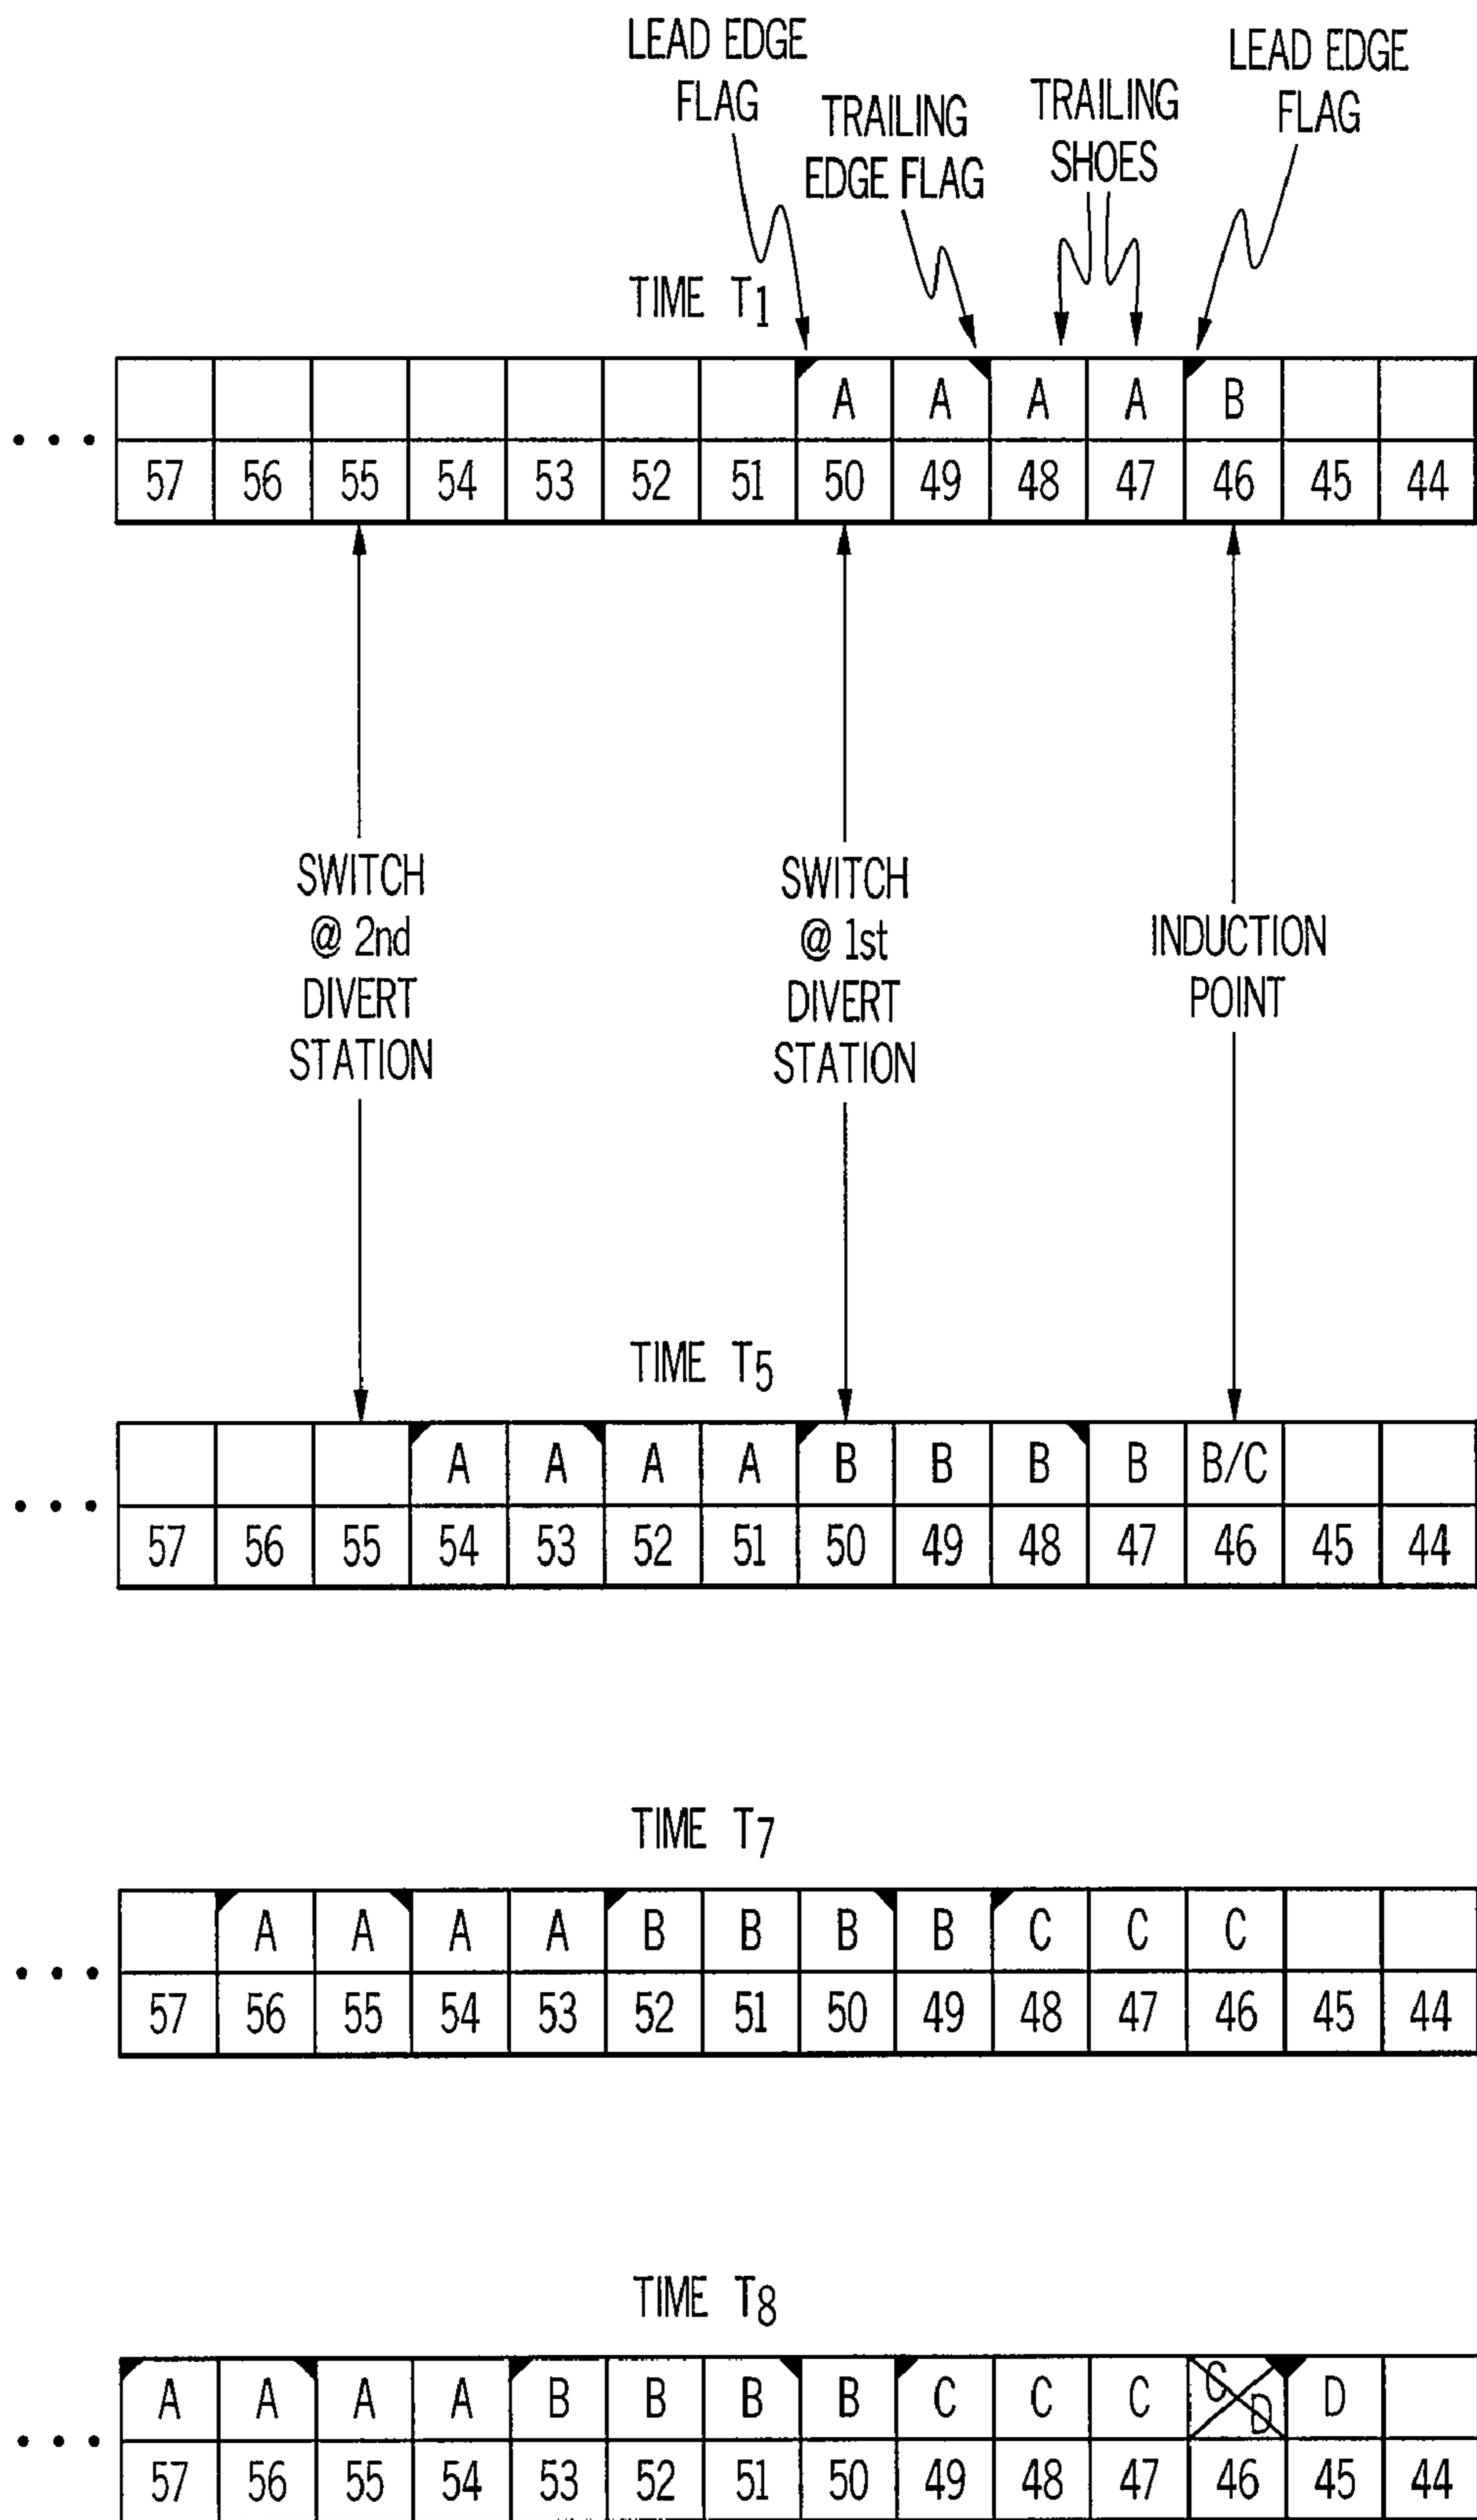 LEAD EDGE
FLAG
TRAILING
EDGE FLAG
TRAILING
SHOES
LEAD EDGE
FLAG
TIME T1
A A A A B
... 57 56 55 54 53 52 51 50 49 48 47 46 45 44
SWITCH
@ 2nd
DIVERT
STATION
SWITCH
@ 1st
DIVERT
STATION
INDUCTION
POINT
TIME T5
A A A A B B B B B/C
... 57 56 55 54 53 52 51 50 49 48 47 46 45 44
TIME T7
A A A A B B B B C C C
... 57 56 55 54 53 52 51 50 49 48 47 46 45 44
TIME T8
A A A A B B B B C C C C D D
... 57 56 55 54 53 52 51 50 49 48 47 46 45 44